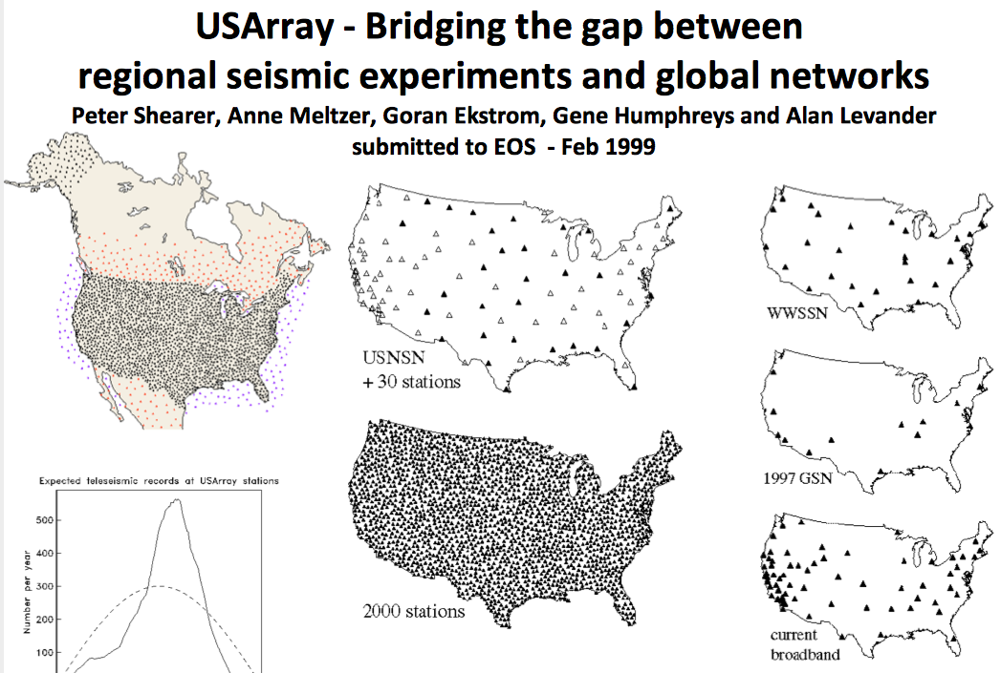 USArray - Bridging the gap between
regional seismic experiments and global networks
Peter Shearer, Anne Meltzer, Goran Ekstrom, Gene Humphreys and Alan Levander
submitted to EOS - Feb 1999
USNSN
+ 30 stations
2000 stations
WWSSN
1997 GSN
current
broadband
Expected teleseismic records at USArray stations
Number per year
500
400
300
200
100